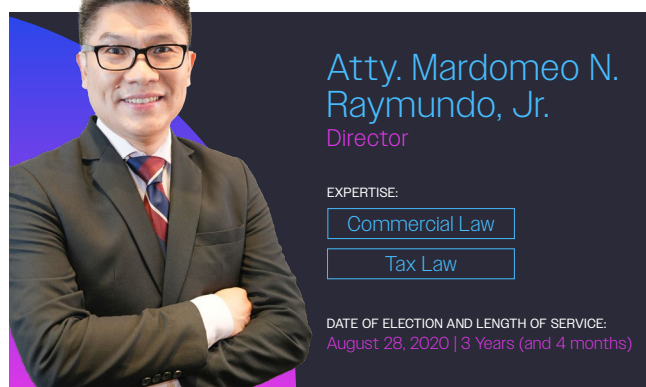 Atty. Mardomeo N.
Raymundo, Jr.
Director
EXPERTISE:
Commercial Law
Tax Law
DATE OF ELECTION AND LENGTH OF SERVICE:
August 28, 2020 | 3 Years (and 4 months)